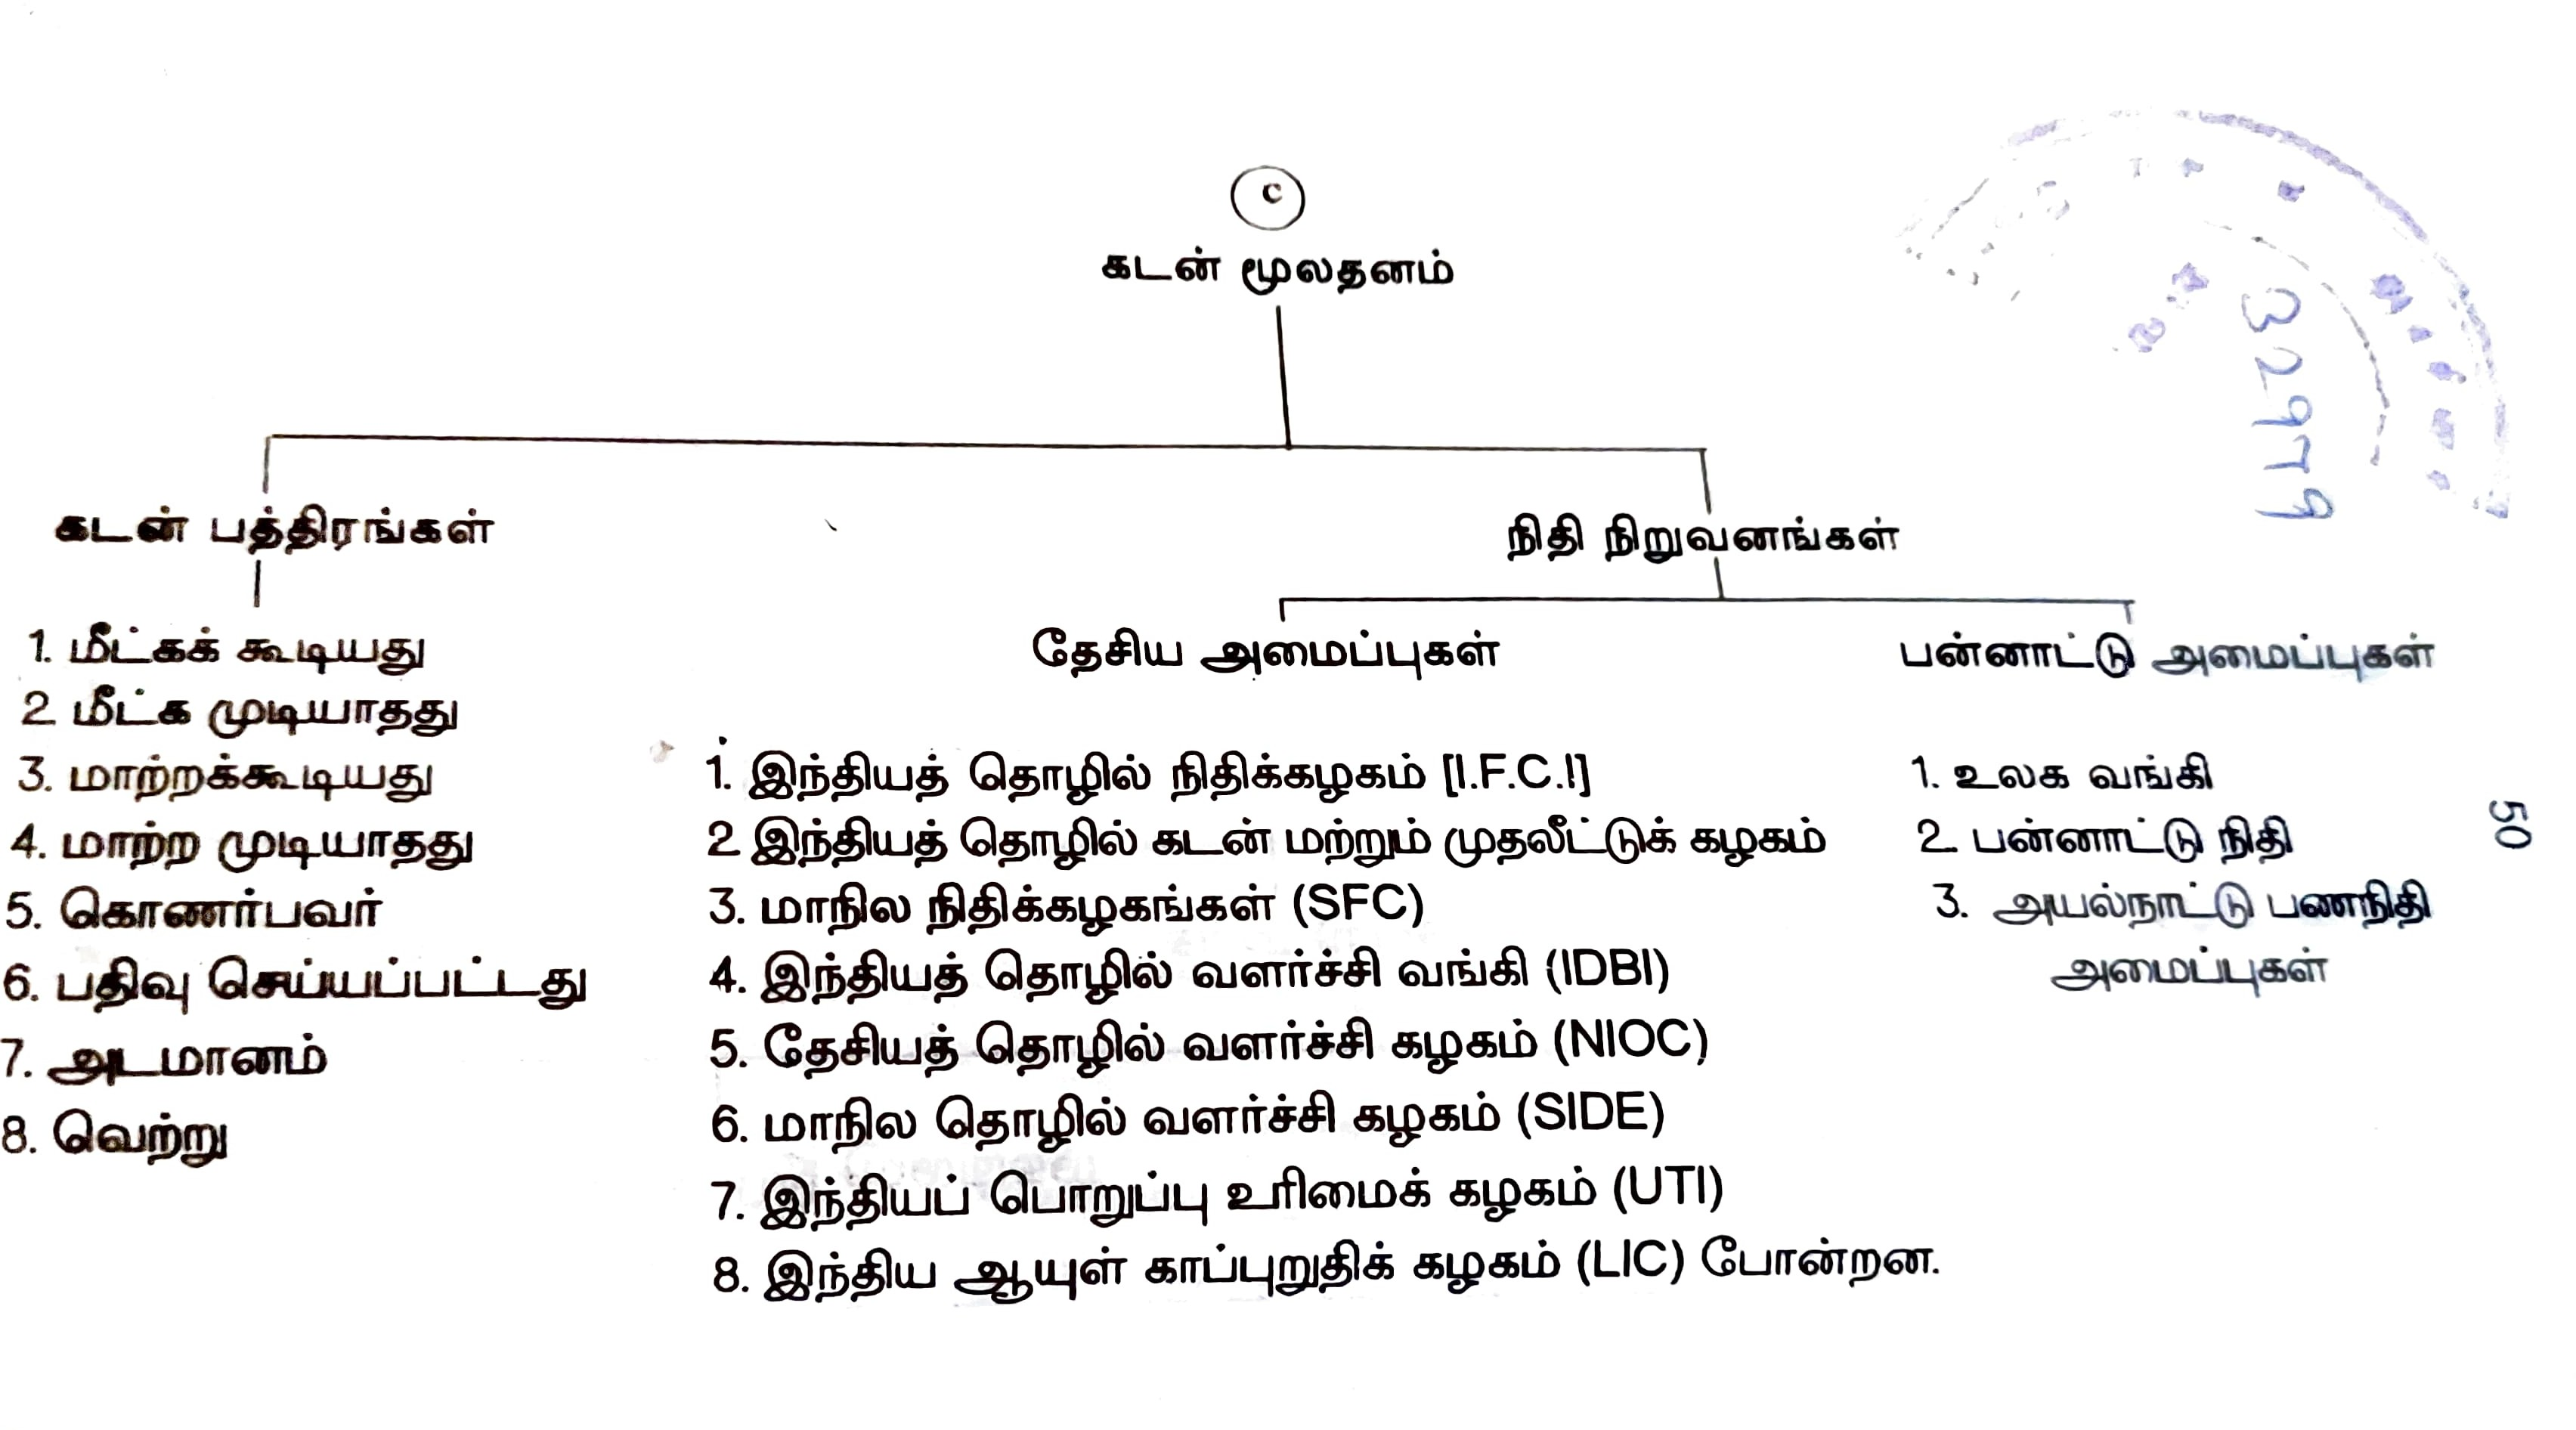 C
கடன் மூலதனம்
கடன் பத்திரங்கள்
1. மீட்கக் கூடியது
2 மீட்க முடியாதது
3. மாற்றக்கூடியது
4. மாற்ற முடியாதது
5. கொணர்பவர்
6. பதிவு செய்யப்பட்டது
7. அடமானம்
8. வெற்று
நிதி நிறுவனங்கள்
தேசிய அமைப்புகள்
1. இந்தியத் தொழில் நிதிக்கழகம் [I.F.C.I]
2 இந்தியத் தொழில் கடன் மற்றும் முதலீட்டுக் கழகம்
3. மாநில நிதிக்கழகங்கள் (SFC)
4. இந்தியத் தொழில் வளர்ச்சி வங்கி (IDBI)
5. தேசியத் தொழில் வளர்ச்சி கழகம் (NIOC)
6. மாநில தொழில் வளர்ச்சி கழகம் (SIDE)
7. இந்தியப் பொறுப்பு உரிமைக் கழகம் (UTI)
8. இந்திய ஆயுள் காப்புறுதிக் கழகம் (LIC) போன்றன.
பன்னாட்டு அமைப்புகள்
1. உலக வங்கி
2. பன்னாட்டு நிதி
3. அயல்நாட்டு பணநிதி
அமைப்புகள்
50